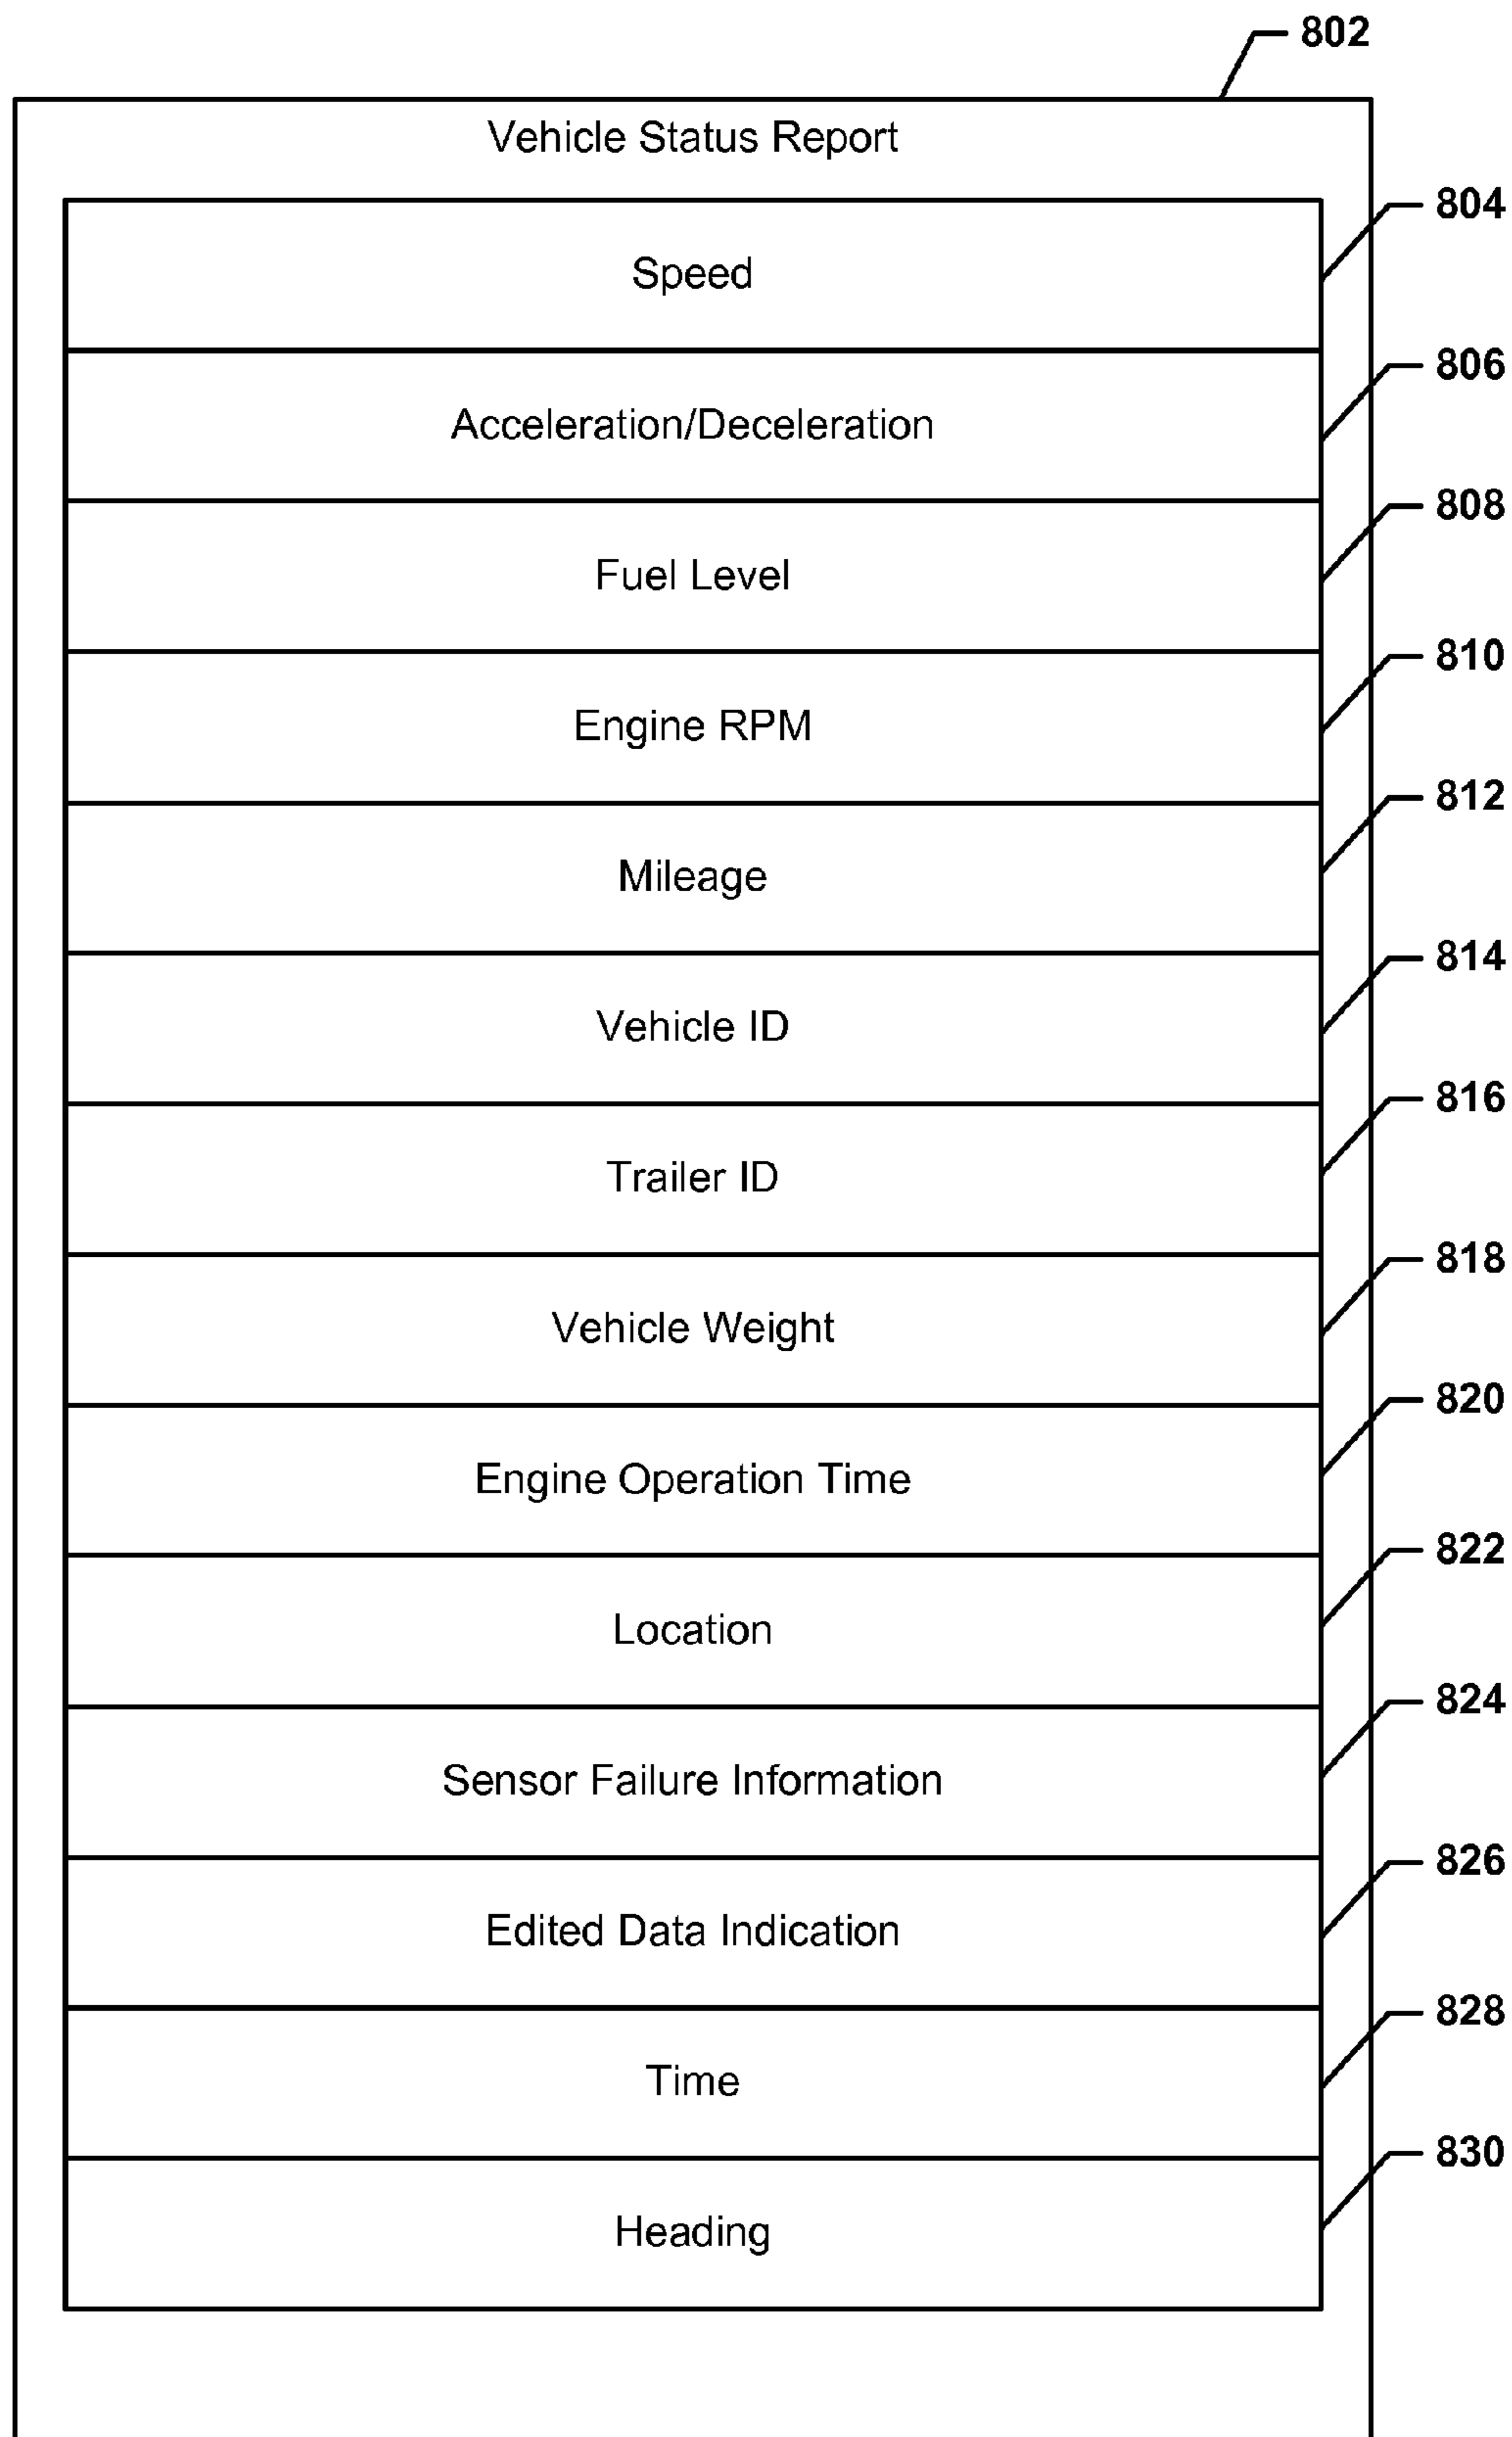 802
Vehicle Status Report
804
Speed
806
Acceleration/Deceleration
808
Fuel Level
810
Engine RPM
812
Mileage
814
Vehicle ID
816
Trailer ID
818
Vehicle Weight
820
Engine Operation Time
822
Location
824
Sensor Failure Information
826
Edited Data Indication
828
Time
830
Heading